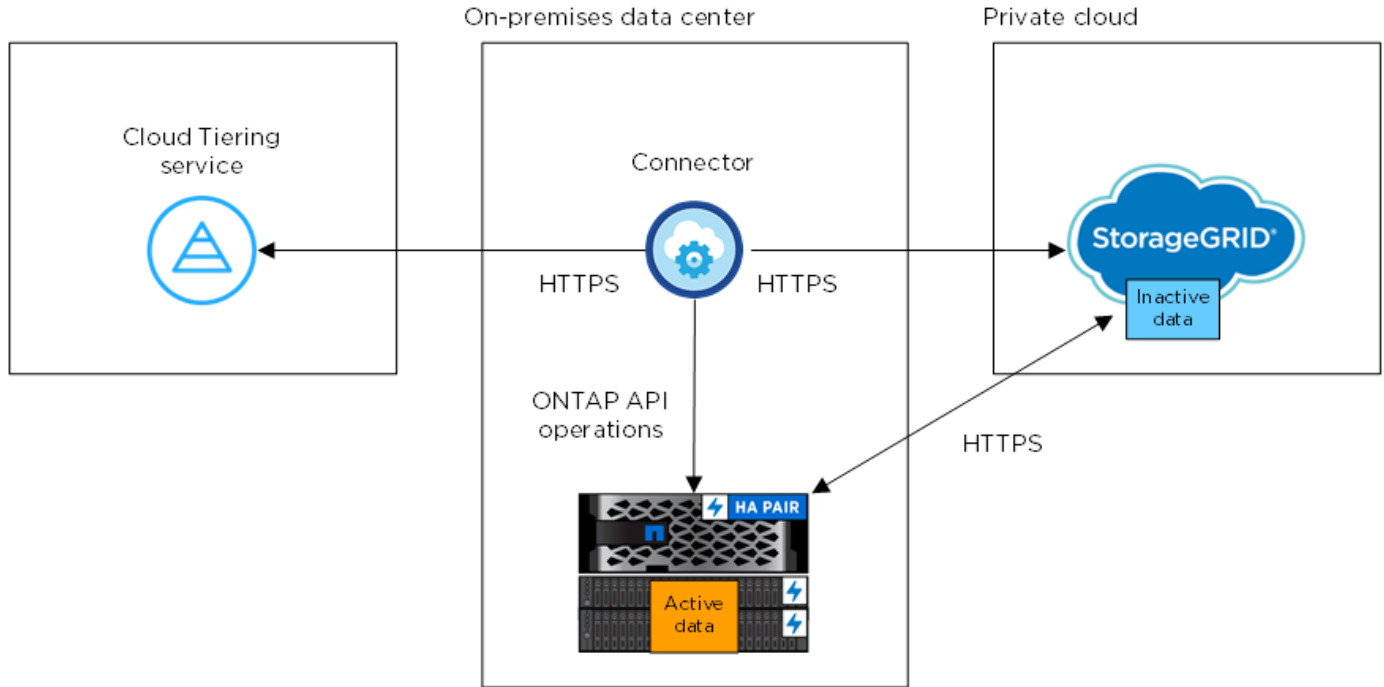 On-premises data center
Private cloud
Cloud Tiering
service
Connector
StorageGRID®
HTTPS
HTTPS
Inactive
data
ONTAP API
operations
HTTPS
HA PAIR
Active
data